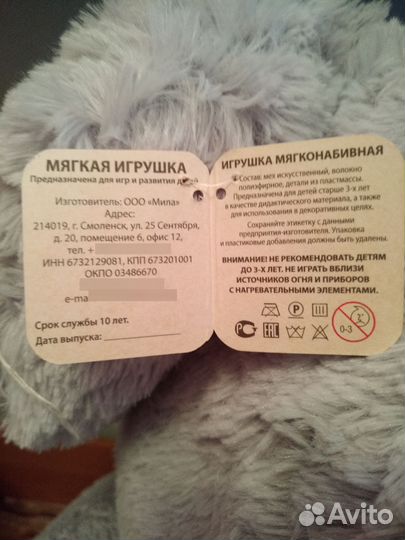 МЯГКАЯ ИГРУШКА
Предназначена для игр и развития детей
Изготовитель: ООО «Мила»
Адрес:
214019, г. Смоленск, ул. 25 Сентября,
д. 20, помещение 6, офис 12,
тел. +
ИНН 6732129081, КПП 673201001
ОКПО 03486670
e-ma
Срок службы 10 лет.
Дата выпуска:
ИГРУШКА МЯГКОНАБИВНАЯ
Состав: мех искусственный, волокно
полиэфирное, детали из пластмассы.
Предназначена для детей старше 3-х лет
в качестве дидактического материала, а также
для использования в декоративных целях.
Сохраняйте этикетку с данными
предприятия-изготовителя. Упаковка
и пластиковые добавления должны быть удалены.
ВНИМАНИЕ! НЕ РЕКОМЕНДОВАТЬ ДЕТЯМ
ДО 3-Х ЛЕТ. НЕ ИГРАТЬ ВБЛИЗИ
ИСТОЧНИКОВ ОГНЯ И ПРИБОРОВ
С НАГРЕВАТЕЛЬНЫМИ ЭЛЕМЕНТАМИ.
P
EAC
0-3
Avito